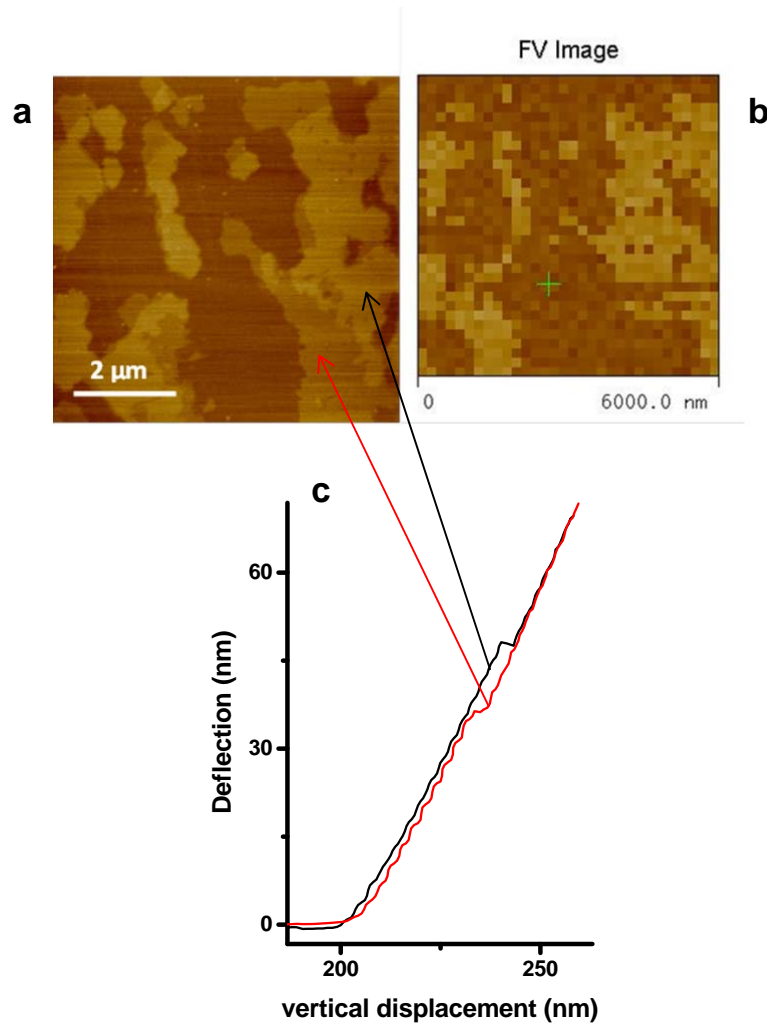 FV Image
a
b
2 µm
0 6000.0 nm
c
60
30
0
Deflection (nm)
200 250
vertical displacement (nm)